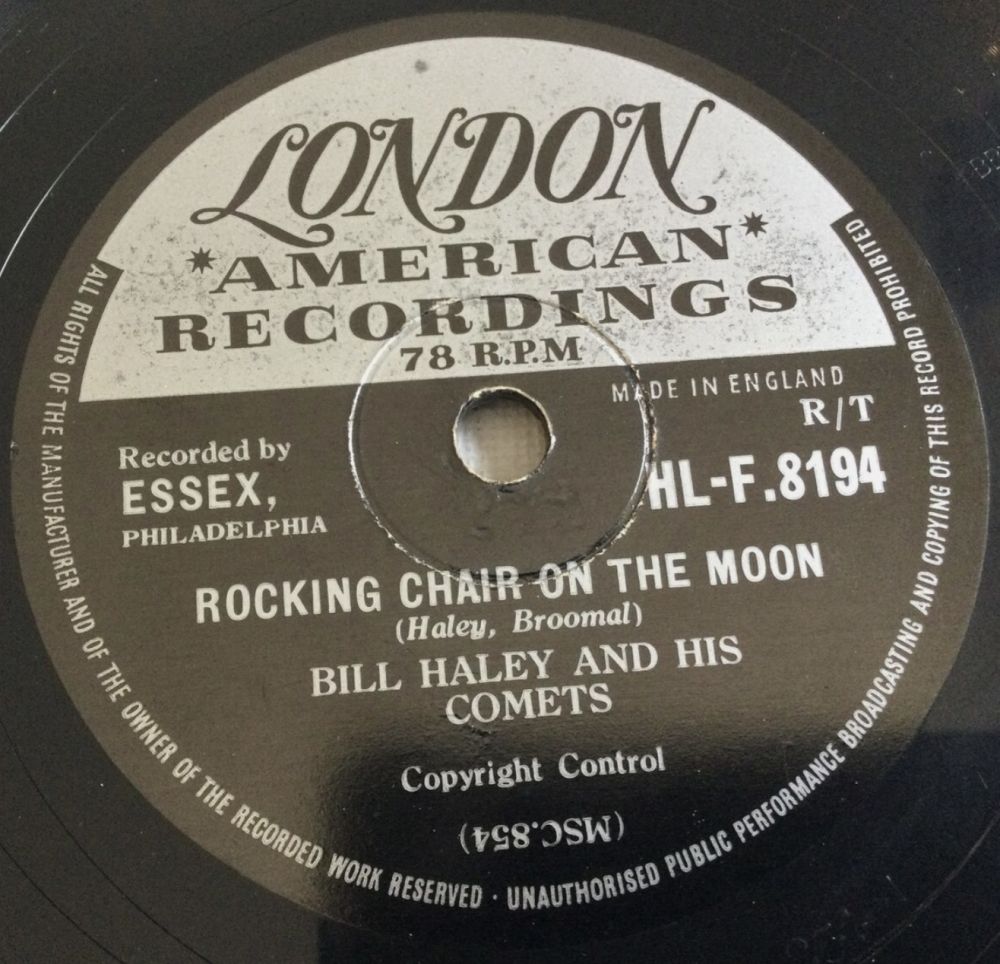 LONDON
*AMERICAN*
RECORDINGS
78 R.P.M
MADE IN ENGLAND
R/T
Recorded by
ESSEX,
PHILADELPHIA
HL-F.8194
ROCKING CHAIR ON THE MOON
(Haley, Broomal)
BILL HALEY AND HIS
COMETS
Copyright Control
(MSC.854)
ALL RIGHTS OF THE MANUFACTURER AND OF THE OWNER OF THE RECORDED WORK RESERVED · UNAUTHORISED PUBLIC PERFORMANCE BROADCASTING AND COPYING OF THIS RECORD PROHIBITED